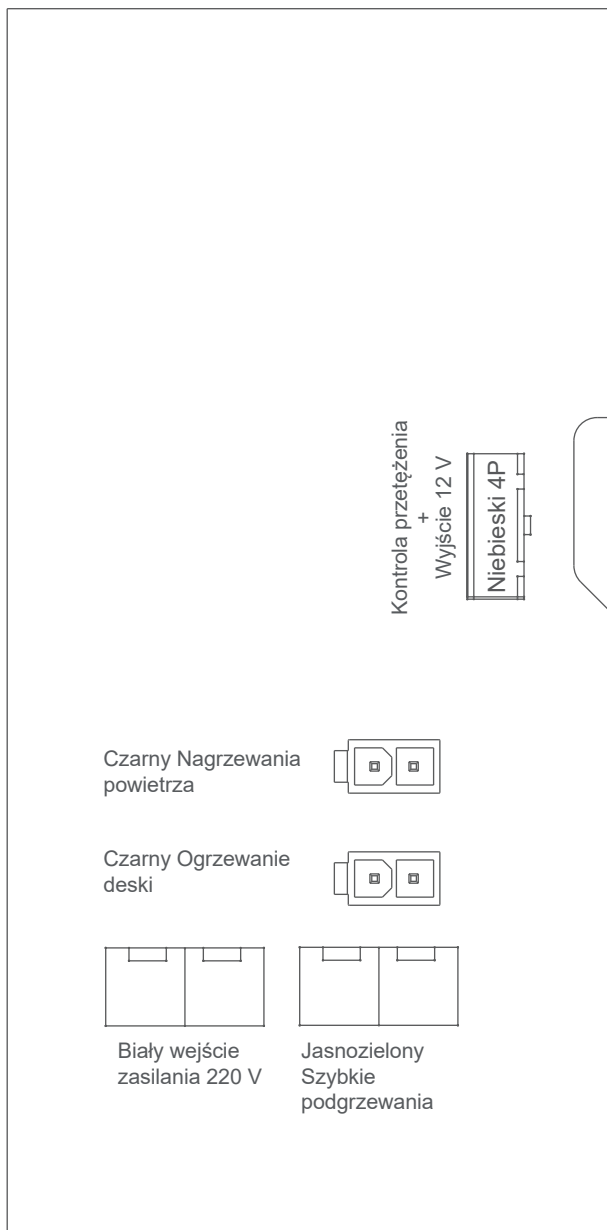 Kontrola przetężenia
+
Wyjście 12 V
Niebieski 4P
Czarny Nagrzewania
powietrza
Czarny Ogrzewanie
deski
Biały wejście
zasilania 220 V
Jasnozielony
Szybkie
podgrzewania